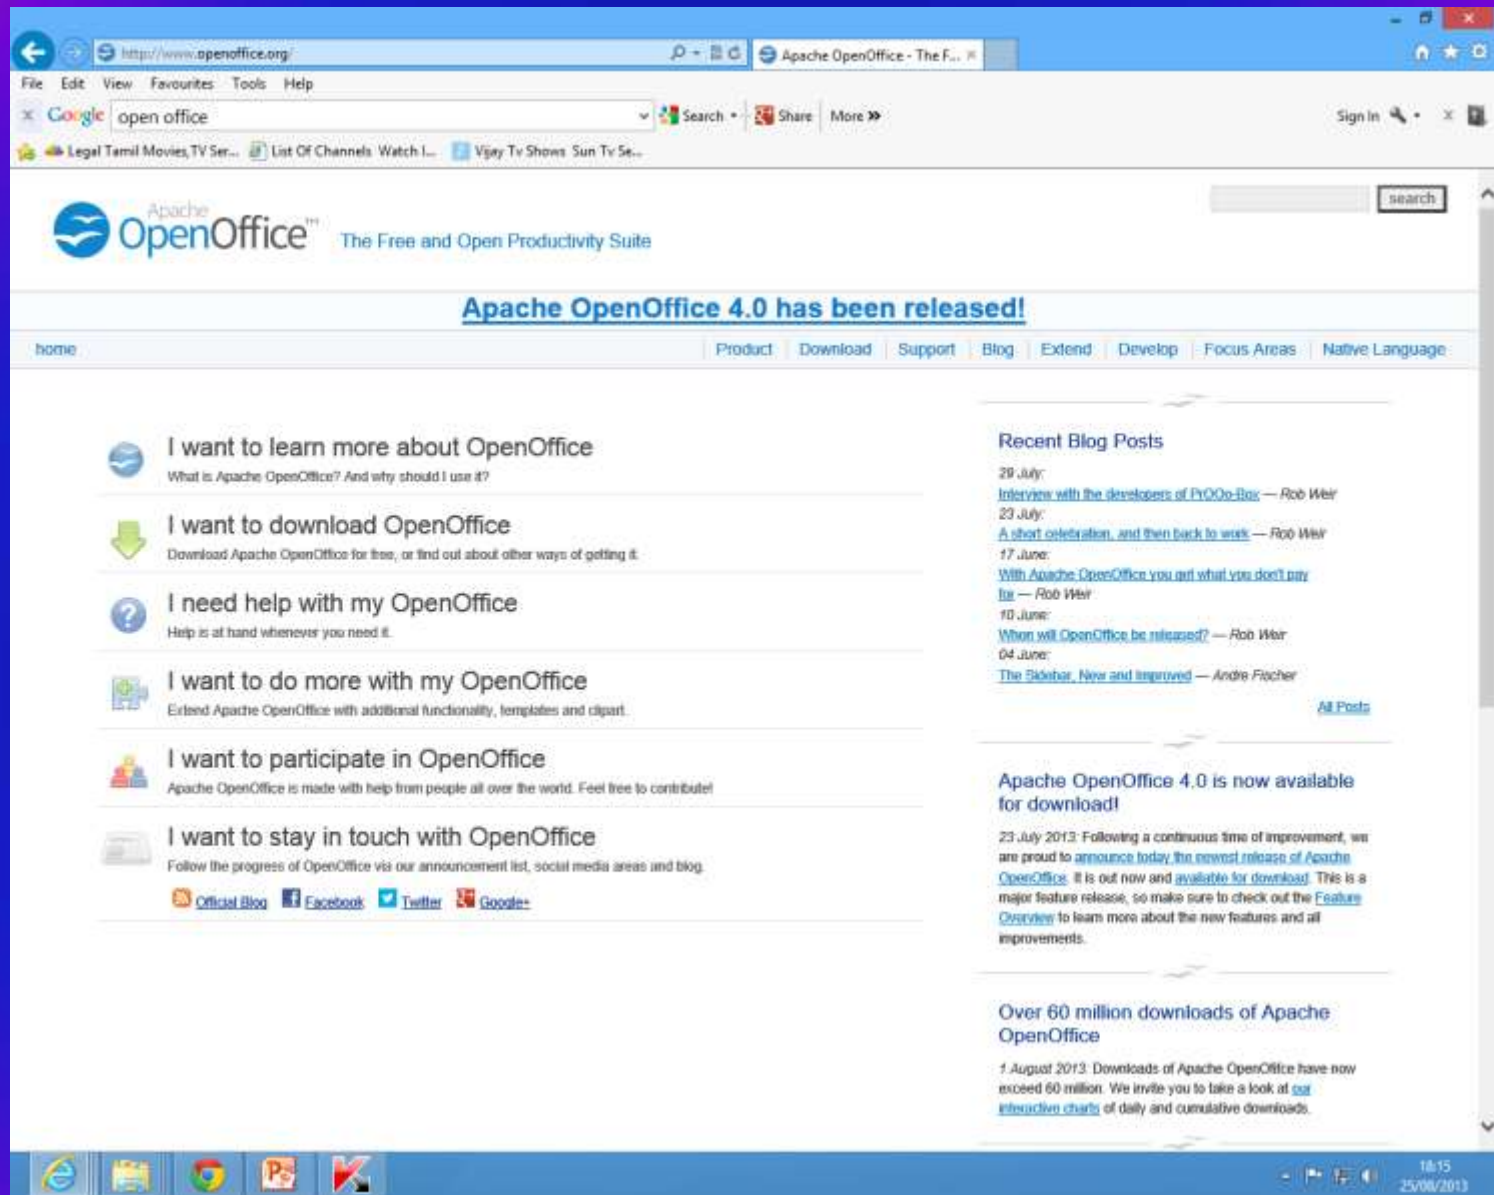 http://www.openoffice.org/
Apache OpenOffice - The F...
File Edit View Favourites Tools Help
Google open office Search Share More » Sign In
Legal Tamil Movies,TV Ser... List Of Channels Watch I... Vijay Tv Shows Sun Tv Se...
search
Apache
OpenOffice™ The Free and Open Productivity Suite
Apache OpenOffice 4.0 has been released!
home Product Download Support Blog Extend Develop Focus Areas Native Language
I want to learn more about OpenOffice
What is Apache OpenOffice? And why should I use it?
I want to download OpenOffice
Download Apache OpenOffice for free, or find out about other ways of getting it.
I need help with my OpenOffice
Help is at hand whenever you need it.
I want to do more with my OpenOffice
Extend Apache OpenOffice with additional functionality, templates and clipart.
I want to participate in OpenOffice
Apache OpenOffice is made with help from people all over the world. Feel free to contribute!
I want to stay in touch with OpenOffice
Follow the progress of OpenOffice via our announcement list, social media areas and blog.
Official Blog Facebook Twitter Google+
Recent Blog Posts
29 July:
Interview with the developers of PrOOo-Box — Rob Weir
23 July:
A short celebration, and then back to work — Rob Weir
17 June:
With Apache OpenOffice you get what you don't pay
for — Rob Weir
10 June:
When will OpenOffice be released? — Rob Weir
04 June:
The Sidebar, New and Improved — Andre Fischer
All Posts
Apache OpenOffice 4.0 is now available
for download!
23 July 2013: Following a continuous time of improvement, we
are proud to announce today the newest release of Apache
OpenOffice. It is out now and available for download. This is a
major feature release, so make sure to check out the Feature
Overview to learn more about the new features and all
improvements.
Over 60 million downloads of Apache
OpenOffice
1 August 2013: Downloads of Apache OpenOffice have now
exceed 60 million. We invite you to take a look at our
interactive charts of daily and cumulative downloads.
18:15
25/08/2013